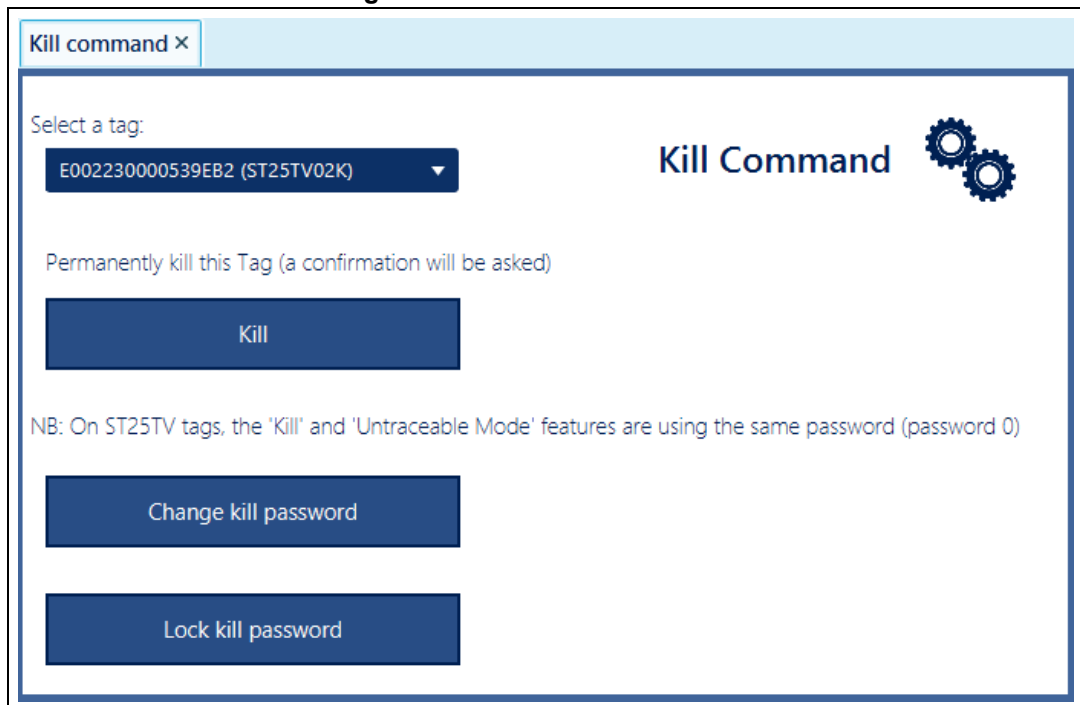 Kill command ×
Select a tag:
E002230000539EB2 (ST25TV02K)
Kill Command
Permanently kill this Tag (a confirmation will be asked)
Kill
NB: On ST25TV tags, the 'Kill' and 'Untraceable Mode' features are using the same password (password 0)
Change kill password
Lock kill password